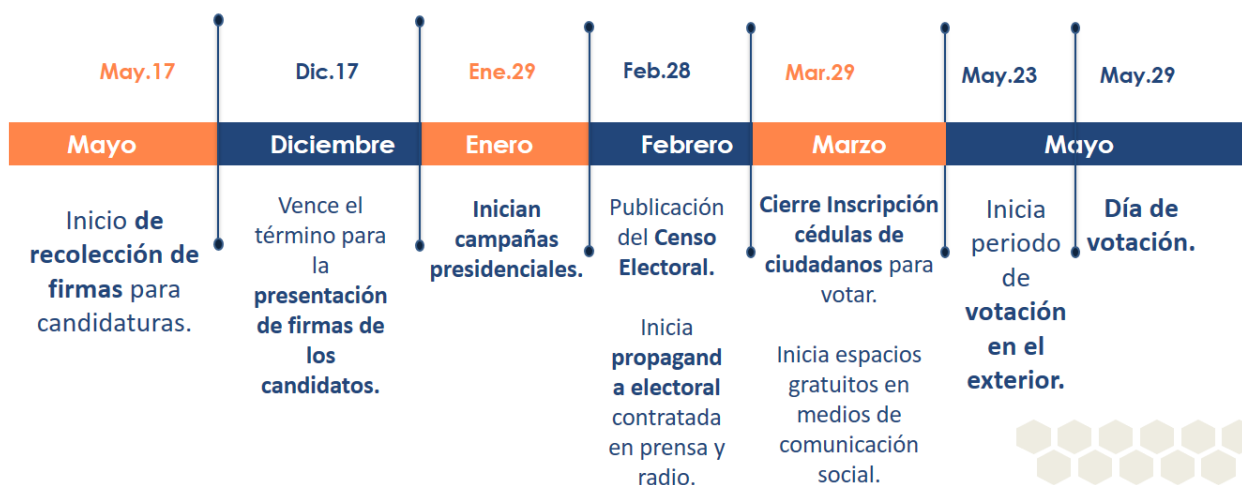 May.17
Dic.17
Ene.29
Feb.28
Mar.29
May.23
May.29
Mayo
Diciembre
Enero
Febrero
Marzo
Mayo
Inicio de
recolección de
firmas para
candidaturas.
Vence el
término para
la
presentación
de firmas de
los
candidatos.
Inician
campañas
presidenciales.
Publicación
del Censo
Electoral.
Inicia
propagand
a electoral
contratada
en prensa y
radio.
Cierre Inscripción
cédulas de
ciudadanos para
votar.
Inicia espacios
gratuitos en
medios de
comunicación
social.
Inicia
periodo
de
votación
en el
exterior.
Día de
votación.